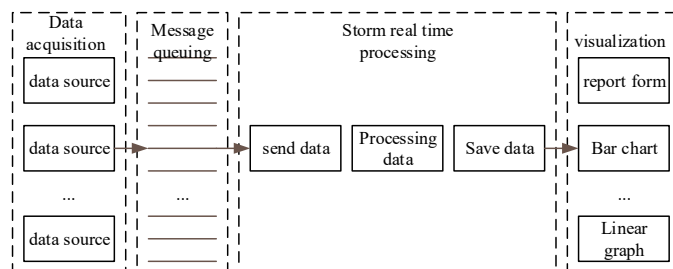 Data
acquisition
data source
data source
...
data source
Message
queuing
...
Storm real time
processing
send data
Processing
data
Save data
visualization
report form
Bar chart
...
Linear
graph